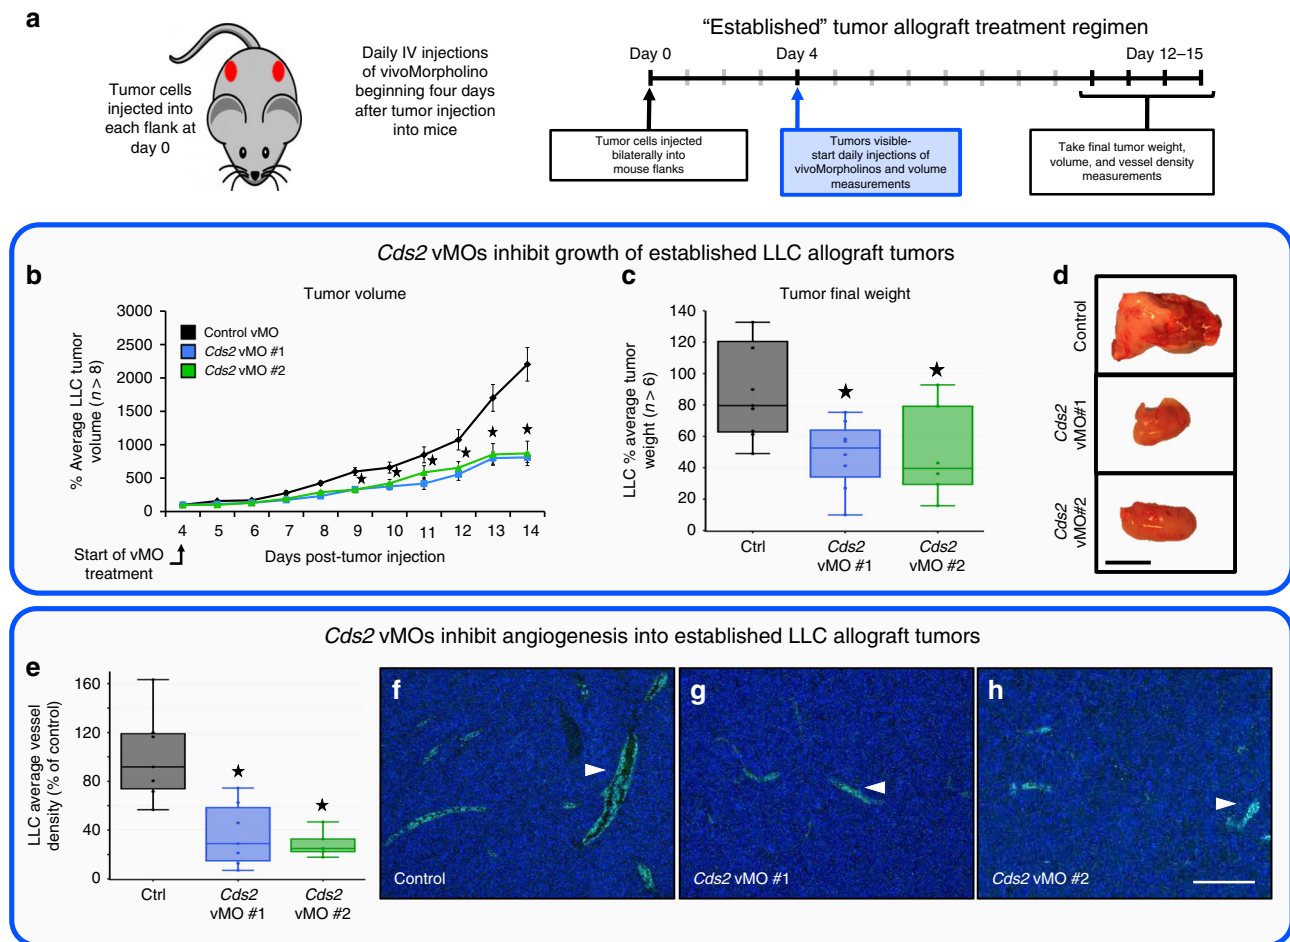 a
Tumor cells
injected into
each flank at
day 0
Daily IV injections
of vivoMorpholino
beginning four days
after tumor injection
into mice
“Established” tumor allograft treatment regimen
Day 0
Day 4
Day 12–15
Tumor cells injected
bilaterally into
mouse flanks
Tumors visible-
start daily injections of
vivoMorpholinos and volume
measurements
Take final tumor weight,
volume, and vessel density
measurements
Cds2 vMOs inhibit growth of established LLC allograft tumors
b
Tumor volume
% Average LLC tumor
volume (n > 8)
3000
2500
2000
1500
1000
500
0
Control vMO
Cds2 vMO #1
Cds2 vMO #2
4 5 6 7 8 9 10 11 12 13 14
Start of vMO
treatment
Days post-tumor injection
c
Tumor final weight
LLC % average tumor
weight (n > 6)
140
120
100
80
60
40
20
0
Ctrl
Cds2
vMO #1
Cds2
vMO #2
d
Control
Cds2
vMO#1
Cds2
vMO#2
Cds2 vMOs inhibit angiogenesis into established LLC allograft tumors
e
LLC average vessel
density (% of control)
160
120
80
40
0
Ctrl
Cds2
vMO #1
Cds2
vMO #2
f
Control
g
Cds2 vMO #1
h
Cds2 vMO #2